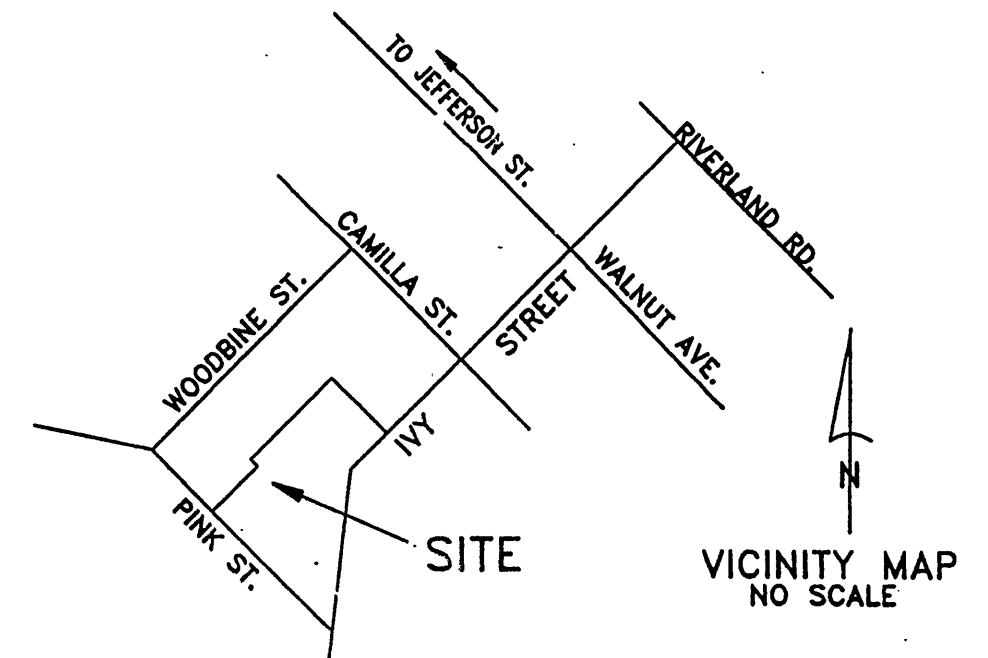 TO JEFFERSON ST.
RIVERLAND RD.
CAMILLA ST.
WALNUT AVE.
WOODBINE ST.
IVY STREET
PINK ST.
SITE
N
VICINITY MAP
NO SCALE